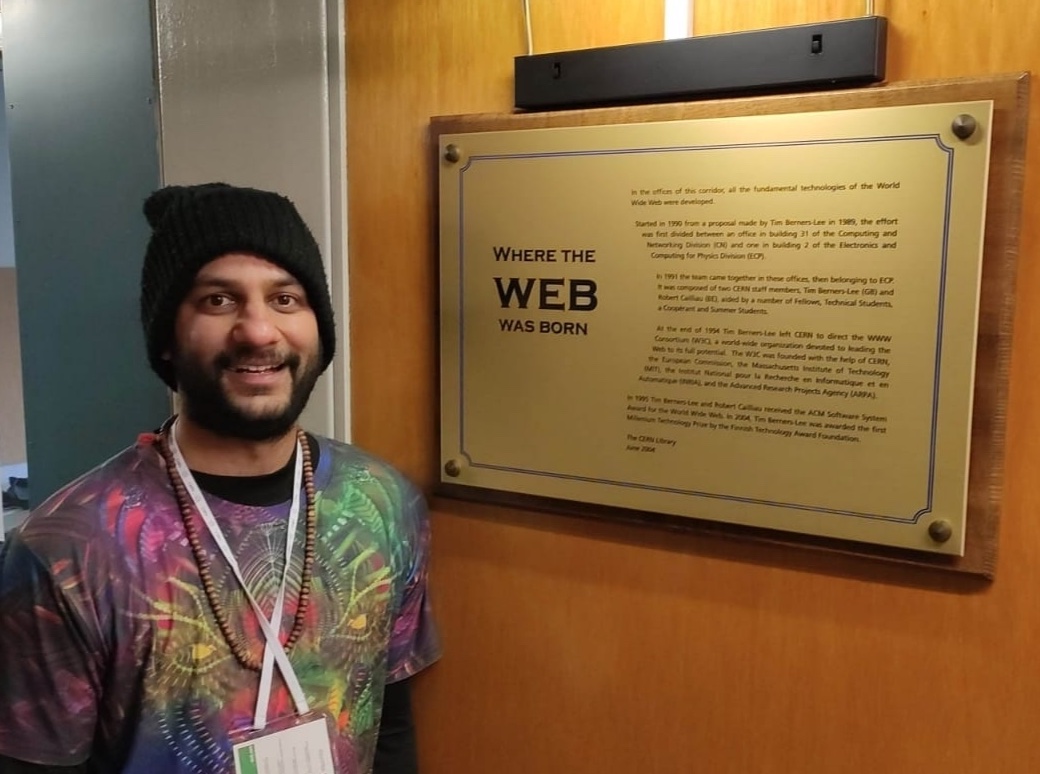 WHERE THE
WEB
WAS BORN
In the offices of this corridor, all the fundamental technologies of the World
Wide Web were developed.
Started in 1990 from a proposal made by Tim Berners-Lee in 1989, the effort
was first divided between an office in building 31 of the Computing and
Networking Division (CN) and one in building 2 of the Electronics and
Computing for Physics Division (ECP).
In 1991 the team came together in these offices, then belonging to ECP.
It was composed of two CERN staff members, Tim Berners-Lee (GB) and
Robert Cailliau (BE), aided by a number of Fellows, Technical Students,
a Coopérant and Summer Students.
At the end of 1994 Tim Berners-Lee left CERN to direct the WWW
Consortium (W3C), a world-wide organization devoted to leading the
Web to its full potential. The W3C was founded with the help of CERN,
the European Commission, the Massachusetts Institute of Technology
(MIT), the Institut National pour la Recherche en Informatique et en
Automatique (INRIA), and the Advanced Research Projects Agency (ARPA).
In 1995 Tim Berners-Lee and Robert Cailliau received the ACM Software System
Award for the World Wide Web. In 2004, Tim Berners-Lee was awarded the first
Millenium Technology Prize by the Finnish Technology Award Foundation.
The CERN Library
June 2004